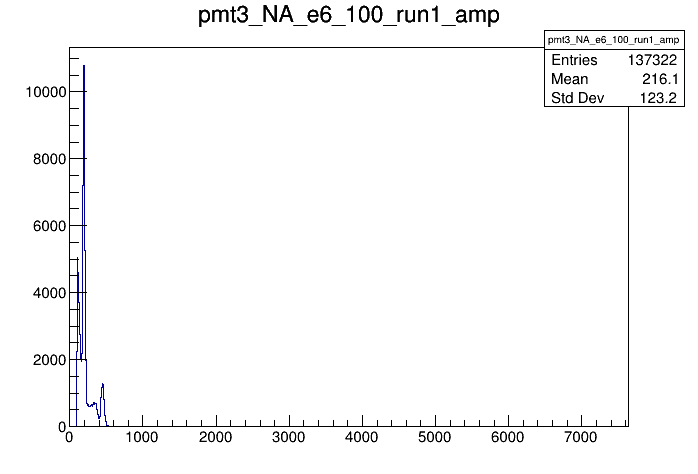 pmt3_NA_e6_100_run1_amp
pmt3_NA_e6_100_run1_amp
Entries 137322
Mean 216.1
Std Dev 123.2
10000
8000
6000
4000
2000
0
0 1000 2000 3000 4000 5000 6000 7000